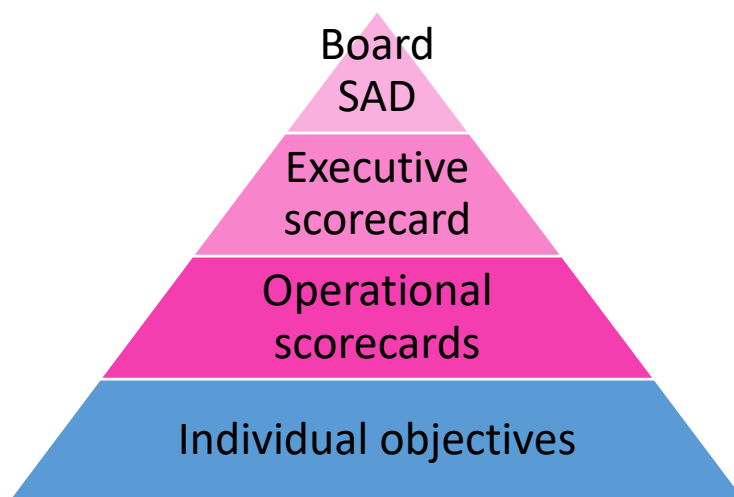 Board
SAD
Executive
scorecard
Operational
scorecards
Individual objectives